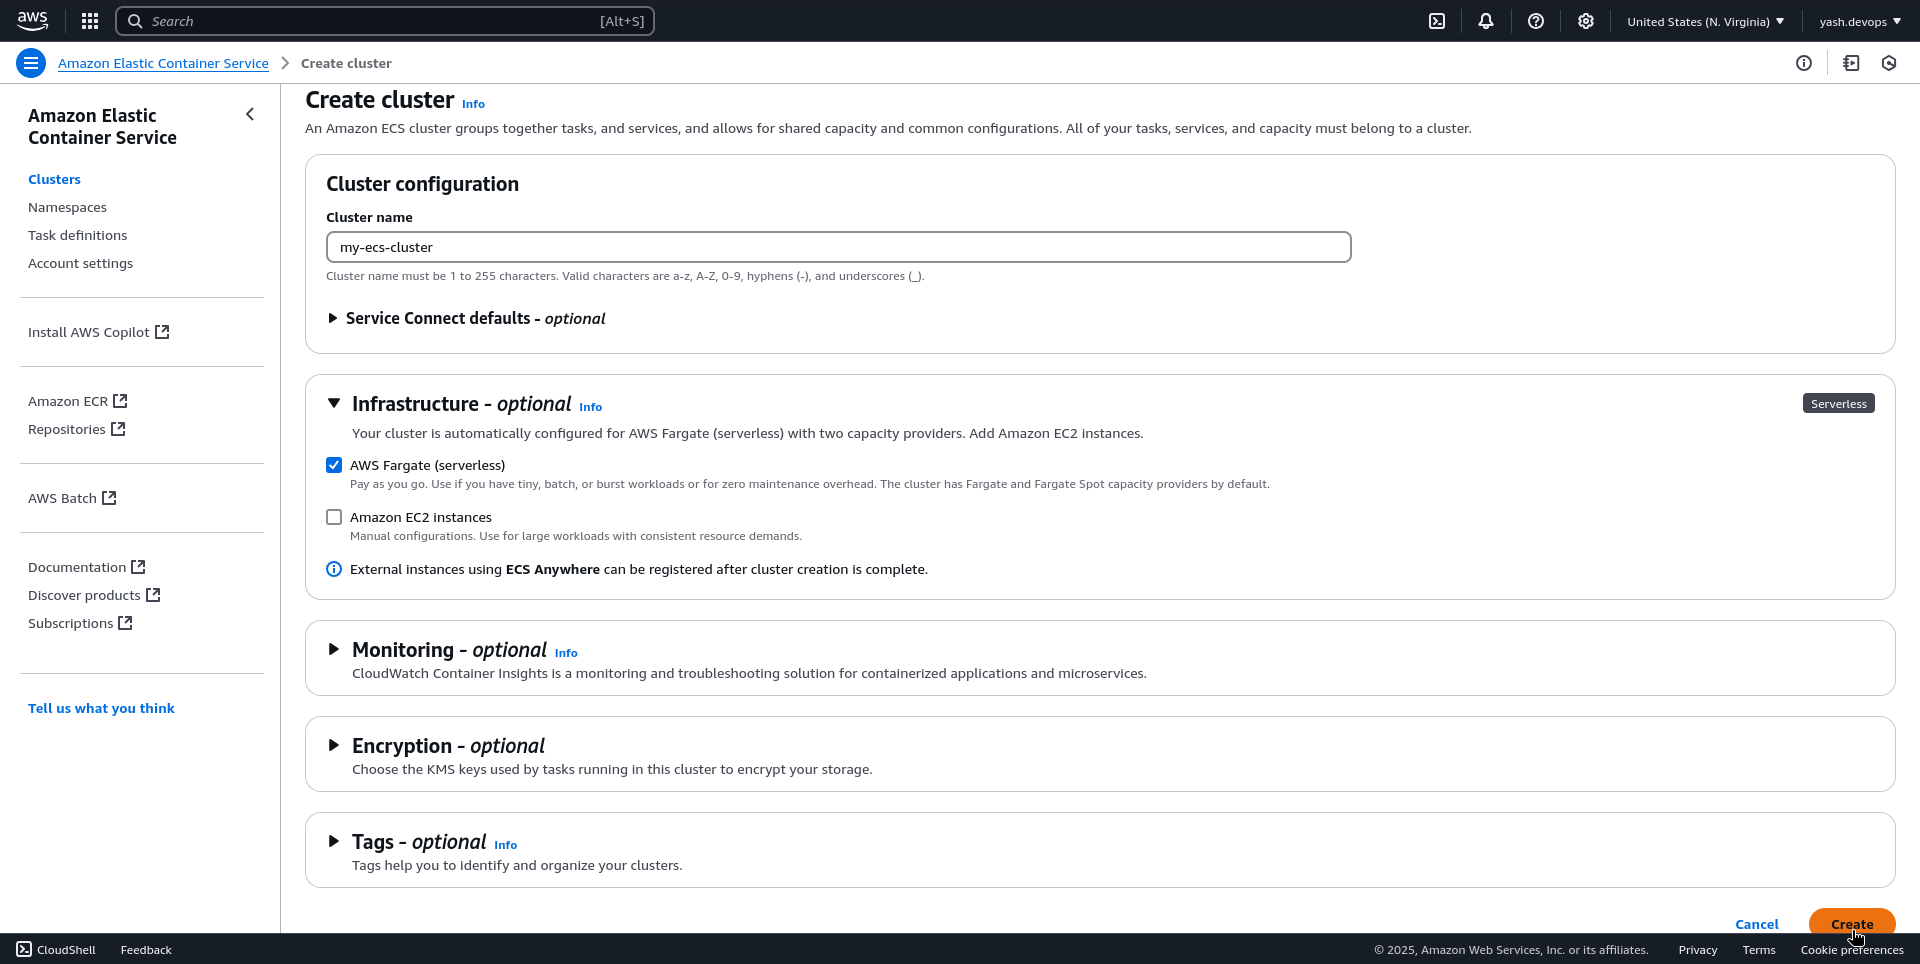 aws
Search [Alt+S]
United States (N. Virginia)
yash.devops
Amazon Elastic Container Service
Create cluster
Amazon Elastic
Container Service
Clusters
Namespaces
Task definitions
Account settings
Install AWS Copilot
Amazon ECR
Repositories
AWS Batch
Documentation
Discover products
Subscriptions
Tell us what you think
Create cluster Info
An Amazon ECS cluster groups together tasks, and services, and allows for shared capacity and common configurations. All of your tasks, services, and capacity must belong to a cluster.
Cluster configuration
Cluster name
my-ecs-cluster
Cluster name must be 1 to 255 characters. Valid characters are a-z, A-Z, 0-9, hyphens (-), and underscores (_).
Service Connect defaults - optional
Infrastructure - optional Info
Serverless
Your cluster is automatically configured for AWS Fargate (serverless) with two capacity providers. Add Amazon EC2 instances.
AWS Fargate (serverless)
Pay as you go. Use if you have tiny, batch, or burst workloads or for zero maintenance overhead. The cluster has Fargate and Fargate Spot capacity providers by default.
Amazon EC2 instances
Manual configurations. Use for large workloads with consistent resource demands.
External instances using ECS Anywhere can be registered after cluster creation is complete.
Monitoring - optional Info
CloudWatch Container Insights is a monitoring and troubleshooting solution for containerized applications and microservices.
Encryption - optional
Choose the KMS keys used by tasks running in this cluster to encrypt your storage.
Tags - optional Info
Tags help you to identify and organize your clusters.
Cancel
Create
CloudShell
Feedback
© 2025, Amazon Web Services, Inc. or its affiliates.
Privacy
Terms
Cookie preferences